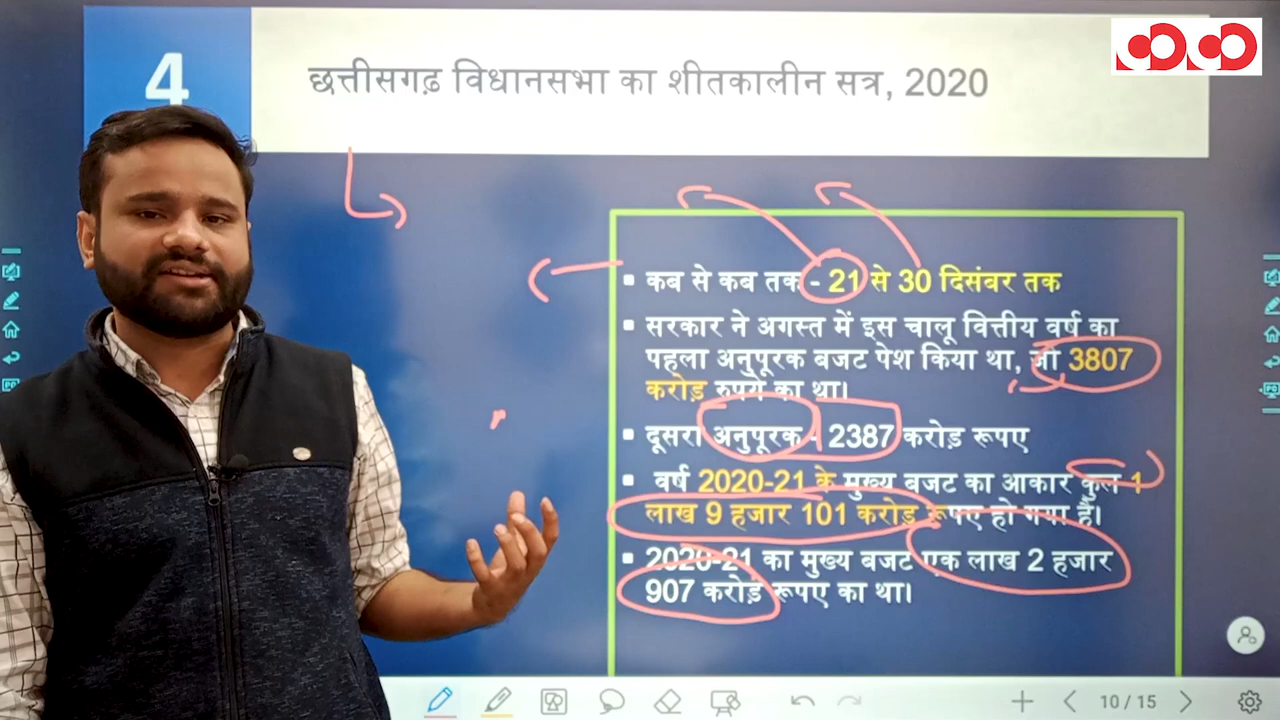 4
छत्तीसगढ़ विधानसभा का शीतकालीन सत्र, 2020
▪ कब से कब तक - 21 से 30 दिसंबर तक
▪ सरकार ने अगस्त में इस चालू वित्तीय वर्ष का
पहला अनुपूरक बजट पेश किया था, जो 3807
करोड़ रुपये का था।
▪ दूसरा अनुपूरक - 2387 करोड़ रूपए
▪ वर्ष 2020-21 के मुख्य बजट का आकार कुल 1
लाख 9 हजार 101 करोड़ रूपए हो गया है।
▪ 2020-21 का मुख्य बजट एक लाख 2 हजार
907 करोड़ रूपए का था।
10 / 15